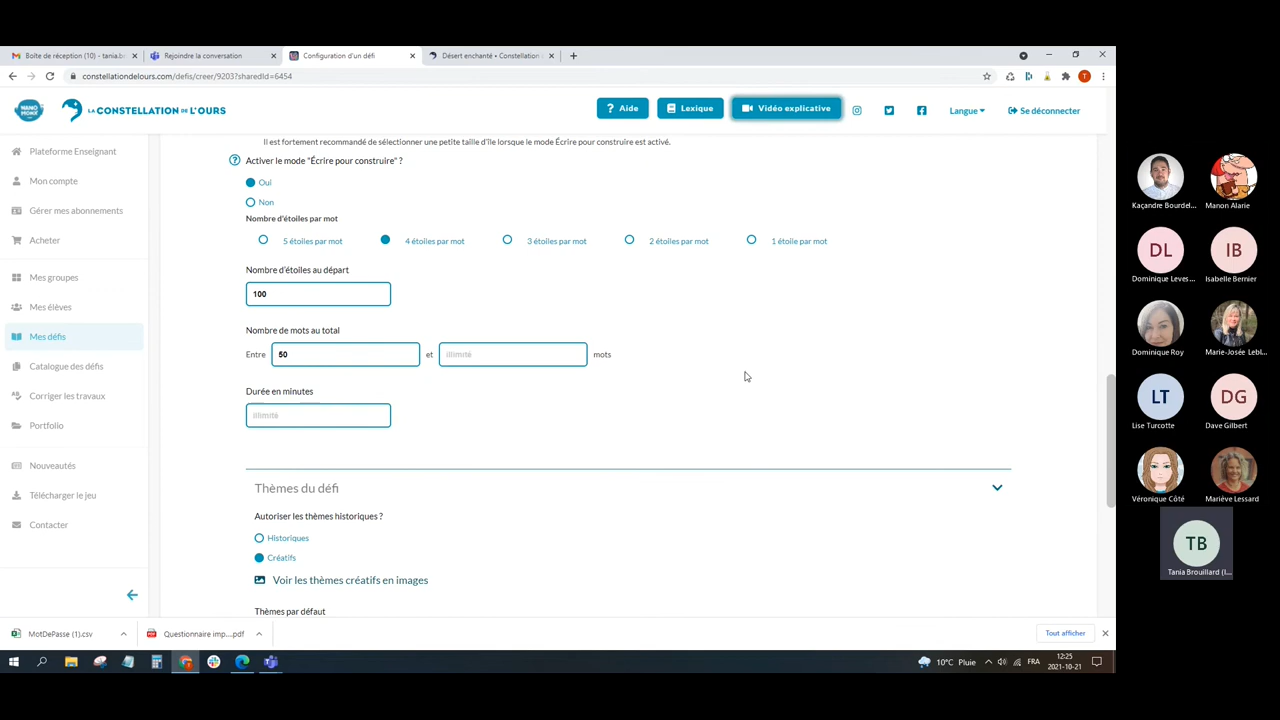 Boîte de réception (10) - tania.b
Rejoindre la conversation
Configuration d'un défi
Désert enchanté • Constellation
constellationdelours.com/defis/creer/9203?sharedId=6454
T
NANO MONX
LA CONSTELLATION DE L'OURS
? Aide
Lexique
Vidéo explicative
Langue
Se déconnecter
Plateforme Enseignant
Mon compte
Gérer mes abonnements
Acheter
Mes groupes
Mes élèves
Mes défis
Catalogue des défis
Corriger les travaux
Portfolio
Nouveautés
Télécharger le jeu
Contacter
Il est fortement recommandé de sélectionner une petite taille d'île lorsque le mode Écrire pour construire est activé.
? Activer le mode "Écrire pour construire" ?
Oui
Non
Nombre d'étoiles par mot
5 étoiles par mot
4 étoiles par mot
3 étoiles par mot
2 étoiles par mot
1 étoile par mot
Nombre d'étoiles au départ
100
Nombre de mots au total
Entre 50 et illimité mots
Durée en minutes
illimité
Thèmes du défi
Autoriser les thèmes historiques ?
Historiques
Créatifs
Voir les thèmes créatifs en images
Thèmes par défaut
MotDePasse (1).csv
Questionnaire imp....pdf
Tout afficher
10°C Pluie
FRA
12:25
2021-10-21
Kaçandre Bourdel...
Manon Alarie
DL
Dominique Leves...
IB
Isabelle Bernier
Dominique Roy
Marie-Josée Lebl...
LT
Lise Turcotte
DG
Dave Gilbert
Véronique Côté
Mariève Lessard
TB
Tania Brouillard (I...